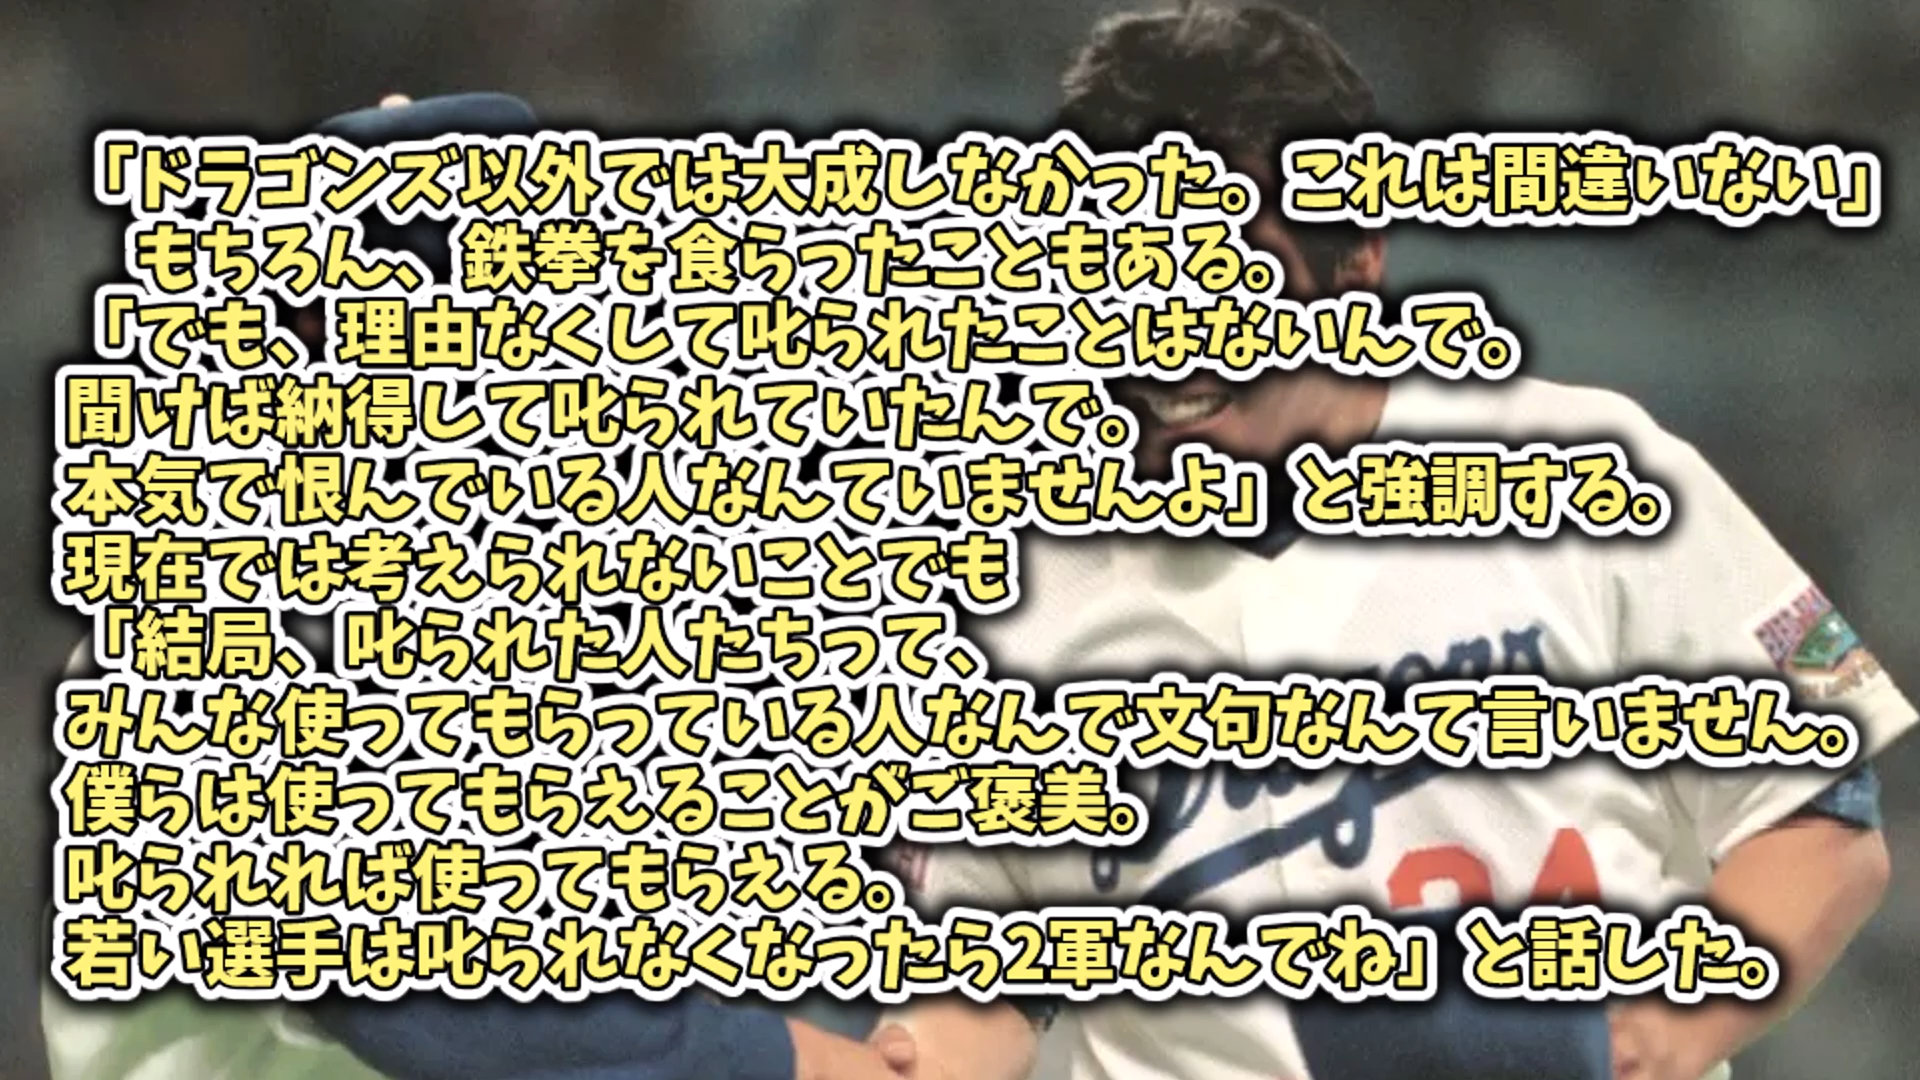 「ドラゴンズ以外では大成しなかった。これは間違いない」
もちろん、鉄拳を食らったこともある。
「でも、理由なくして叱られたことはないんで。
聞けば納得して叱られていたんで。
本気で恨んでいる人なんていませんよ」と強調する。
現在では考えられないことでも
「結局、叱られた人たちって、
みんな使ってもらっている人なんで文句なんて言いません。
僕らは使ってもらえることがご褒美。
叱られれば使ってもらえる。
若い選手は叱られなくなったら2軍なんでね」と話した。
Dragons